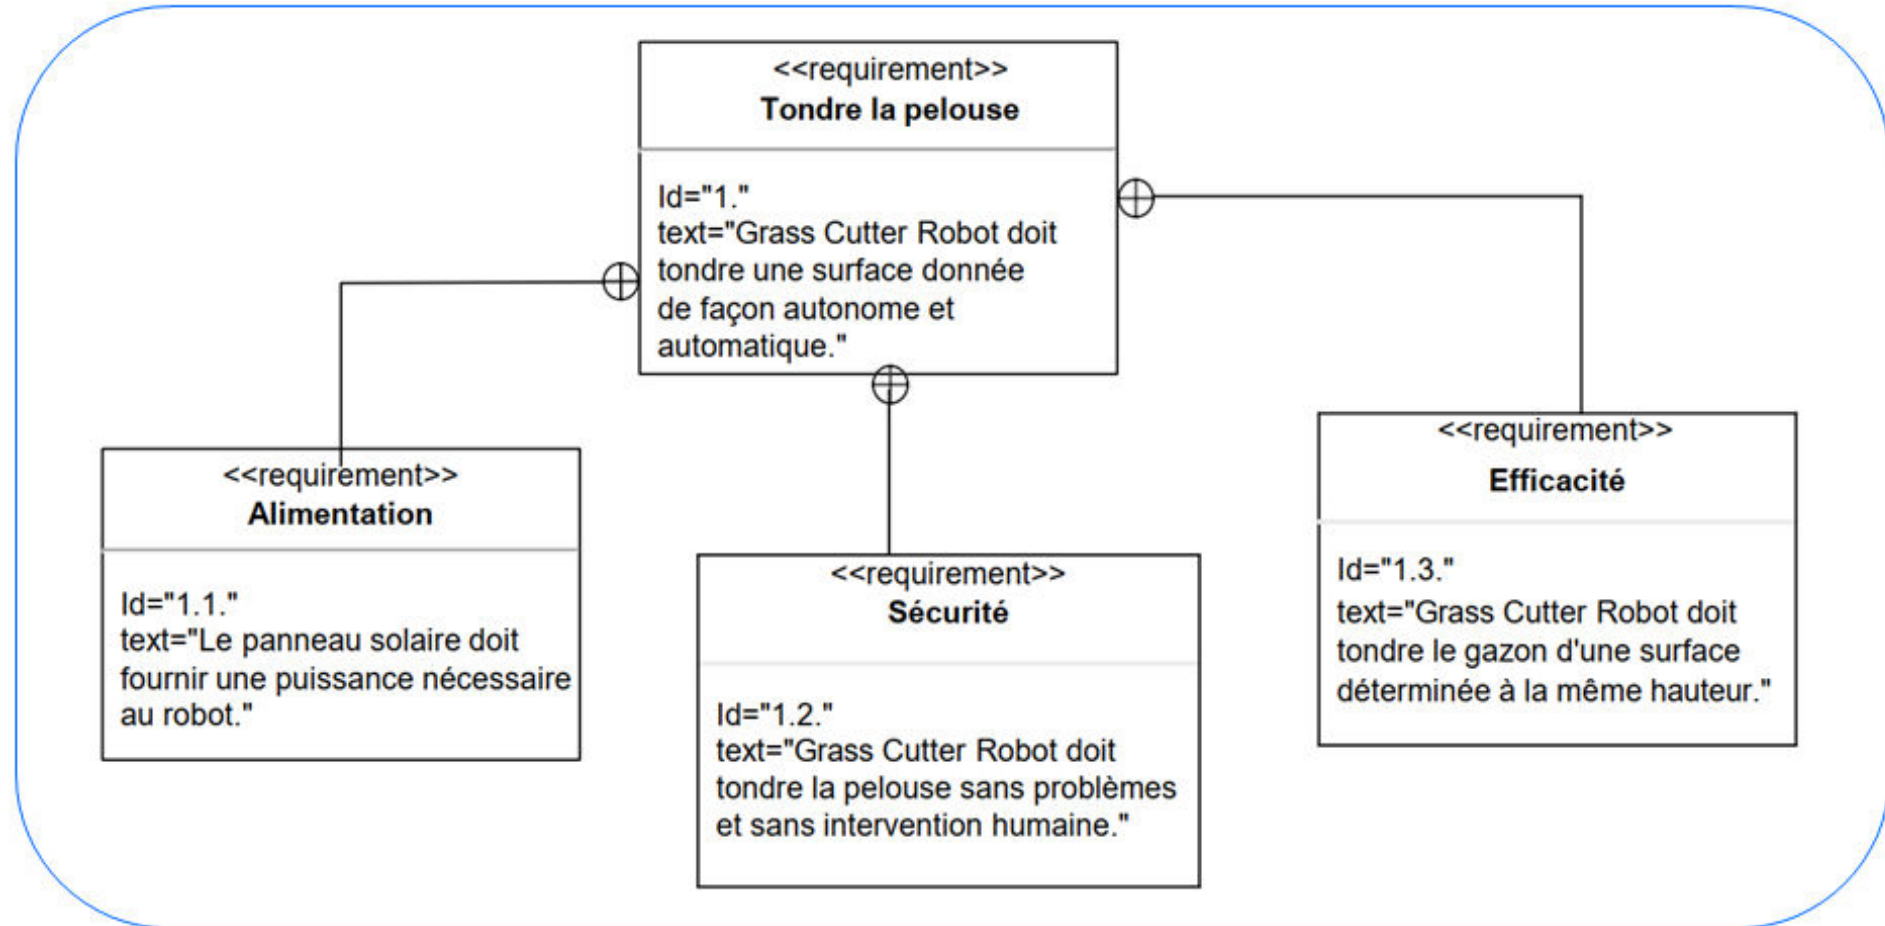 <<requirement>>
Tondre la pelouse
Id="1."
text="Grass Cutter Robot doit
tondre une surface donnée
de façon autonome et
automatique."
<<requirement>>
Alimentation
Id="1.1."
text="Le panneau solaire doit
fournir une puissance nécessaire
au robot."
<<requirement>>
Sécurité
Id="1.2."
text="Grass Cutter Robot doit
tondre la pelouse sans problèmes
et sans intervention humaine."
<<requirement>>
Efficacité
Id="1.3."
text="Grass Cutter Robot doit
tondre le gazon d'une surface
déterminée à la même hauteur."